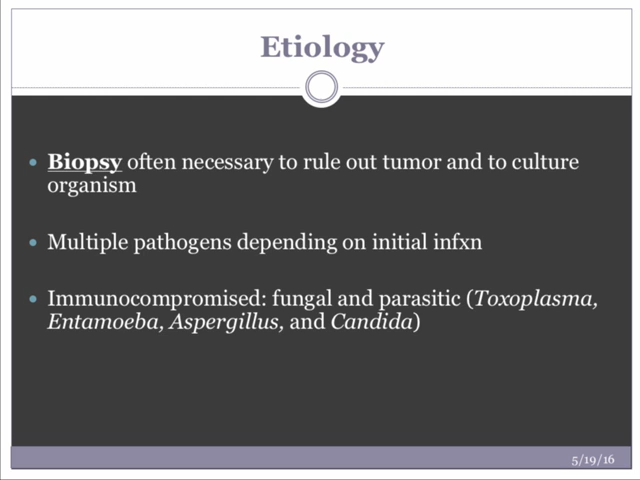 Etiology
• Biopsy often necessary to rule out tumor and to culture
organism
• Multiple pathogens depending on initial infxn
• Immunocompromised: fungal and parasitic (Toxoplasma,
Entamoeba, Aspergillus, and Candida)
5/19/16